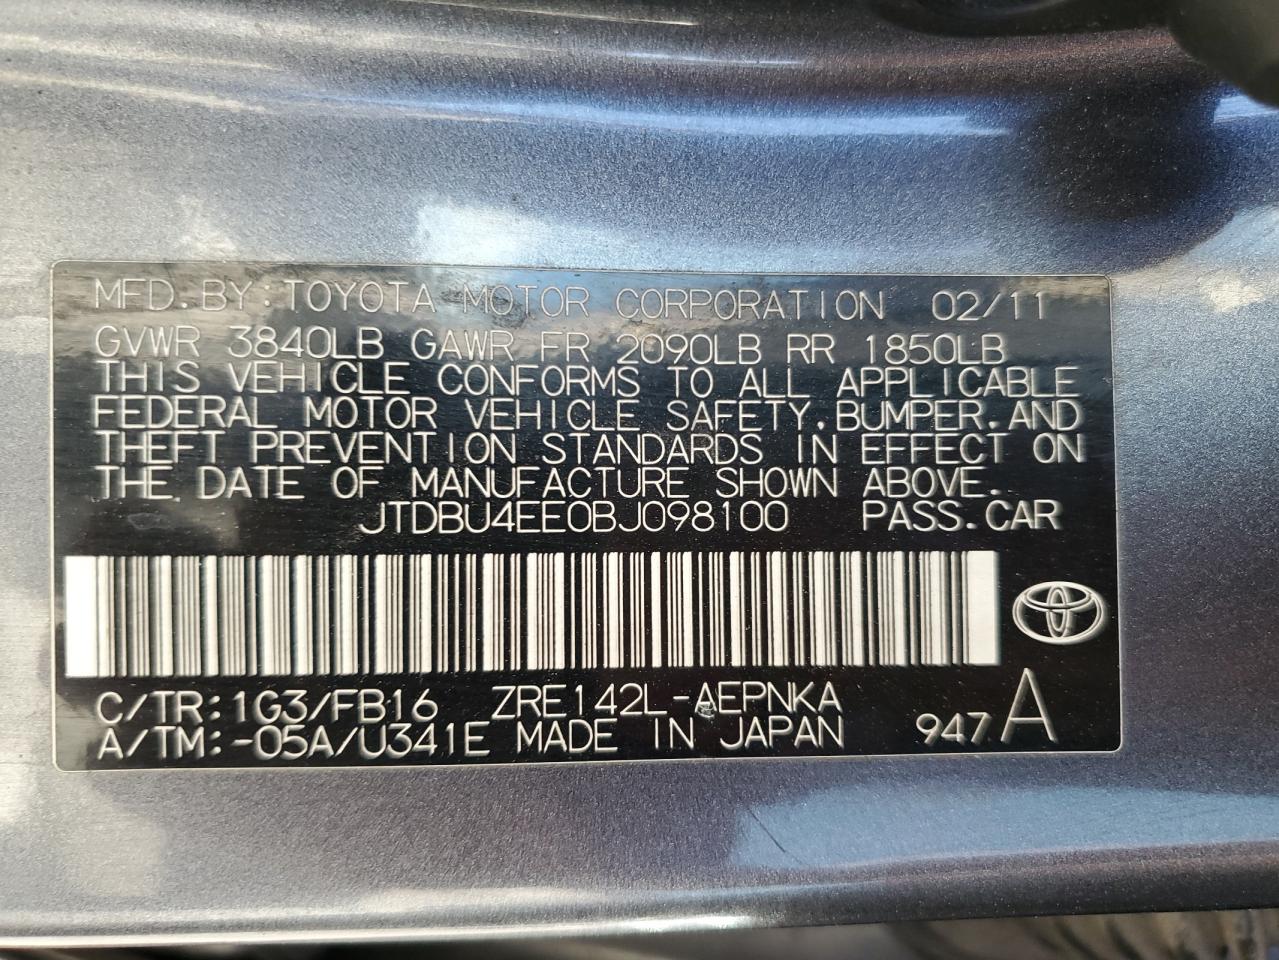 MFD.BY:TOYOTA MOTOR CORPORATION 02/11
GVWR 3840LB GAWR FR 2090LB RR 1850LB
THIS VEHICLE CONFORMS TO ALL APPLICABLE
FEDERAL MOTOR VEHICLE SAFETY,BUMPER,AND
THEFT PREVENTION STANDARDS IN EFFECT ON
THE DATE OF MANUFACTURE SHOWN ABOVE.
JTDBU4EE0BJ098100 PASS.CAR
C/TR:1G3/FB16 ZRE142L-AEPNKA
A/TM:-05A/U341E MADE IN JAPAN 947 A